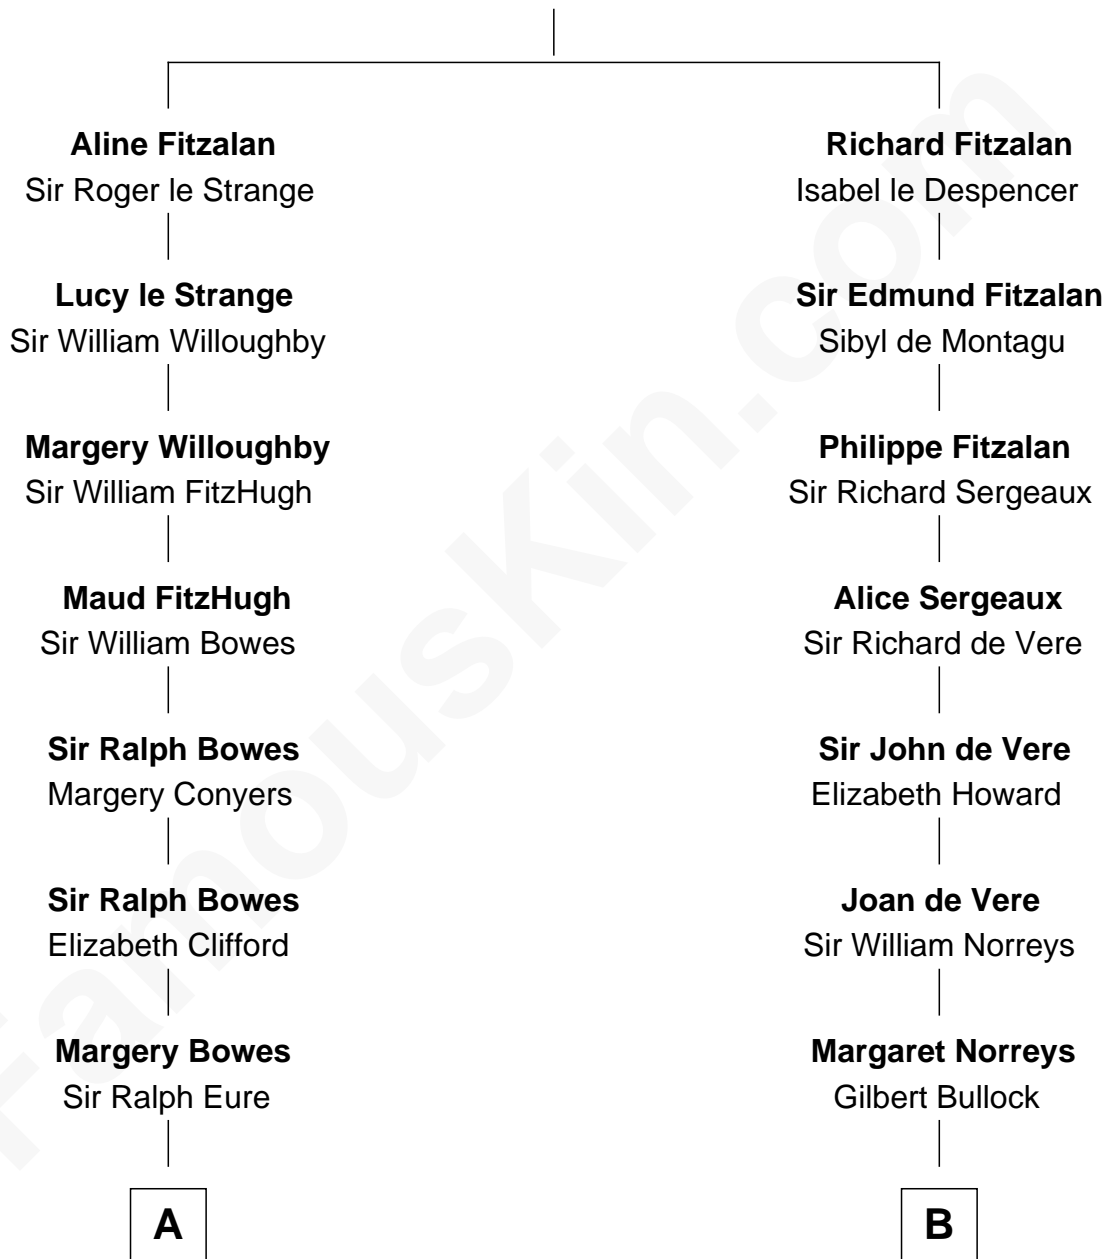 Aline Fitzalan
Sir Roger le Strange
Lucy le Strange
Sir William Willoughby
Margery Willoughby
Sir William FitzHugh
Maud FitzHugh
Sir William Bowes
Sir Ralph Bowes
Margery Conyers
Sir Ralph Bowes
Elizabeth Clifford
Margery Bowes
Sir Ralph Eure
A
Richard Fitzalan
Isabel le Despencer
Sir Edmund Fitzalan
Sibyl de Montagu
Philippe Fitzalan
Sir Richard Sergeaux
Alice Sergeaux
Sir Richard de Vere
Sir John de Vere
Elizabeth Howard
Joan de Vere
Sir William Norreys
Margaret Norreys
Gilbert Bullock
B
FamousKin.com